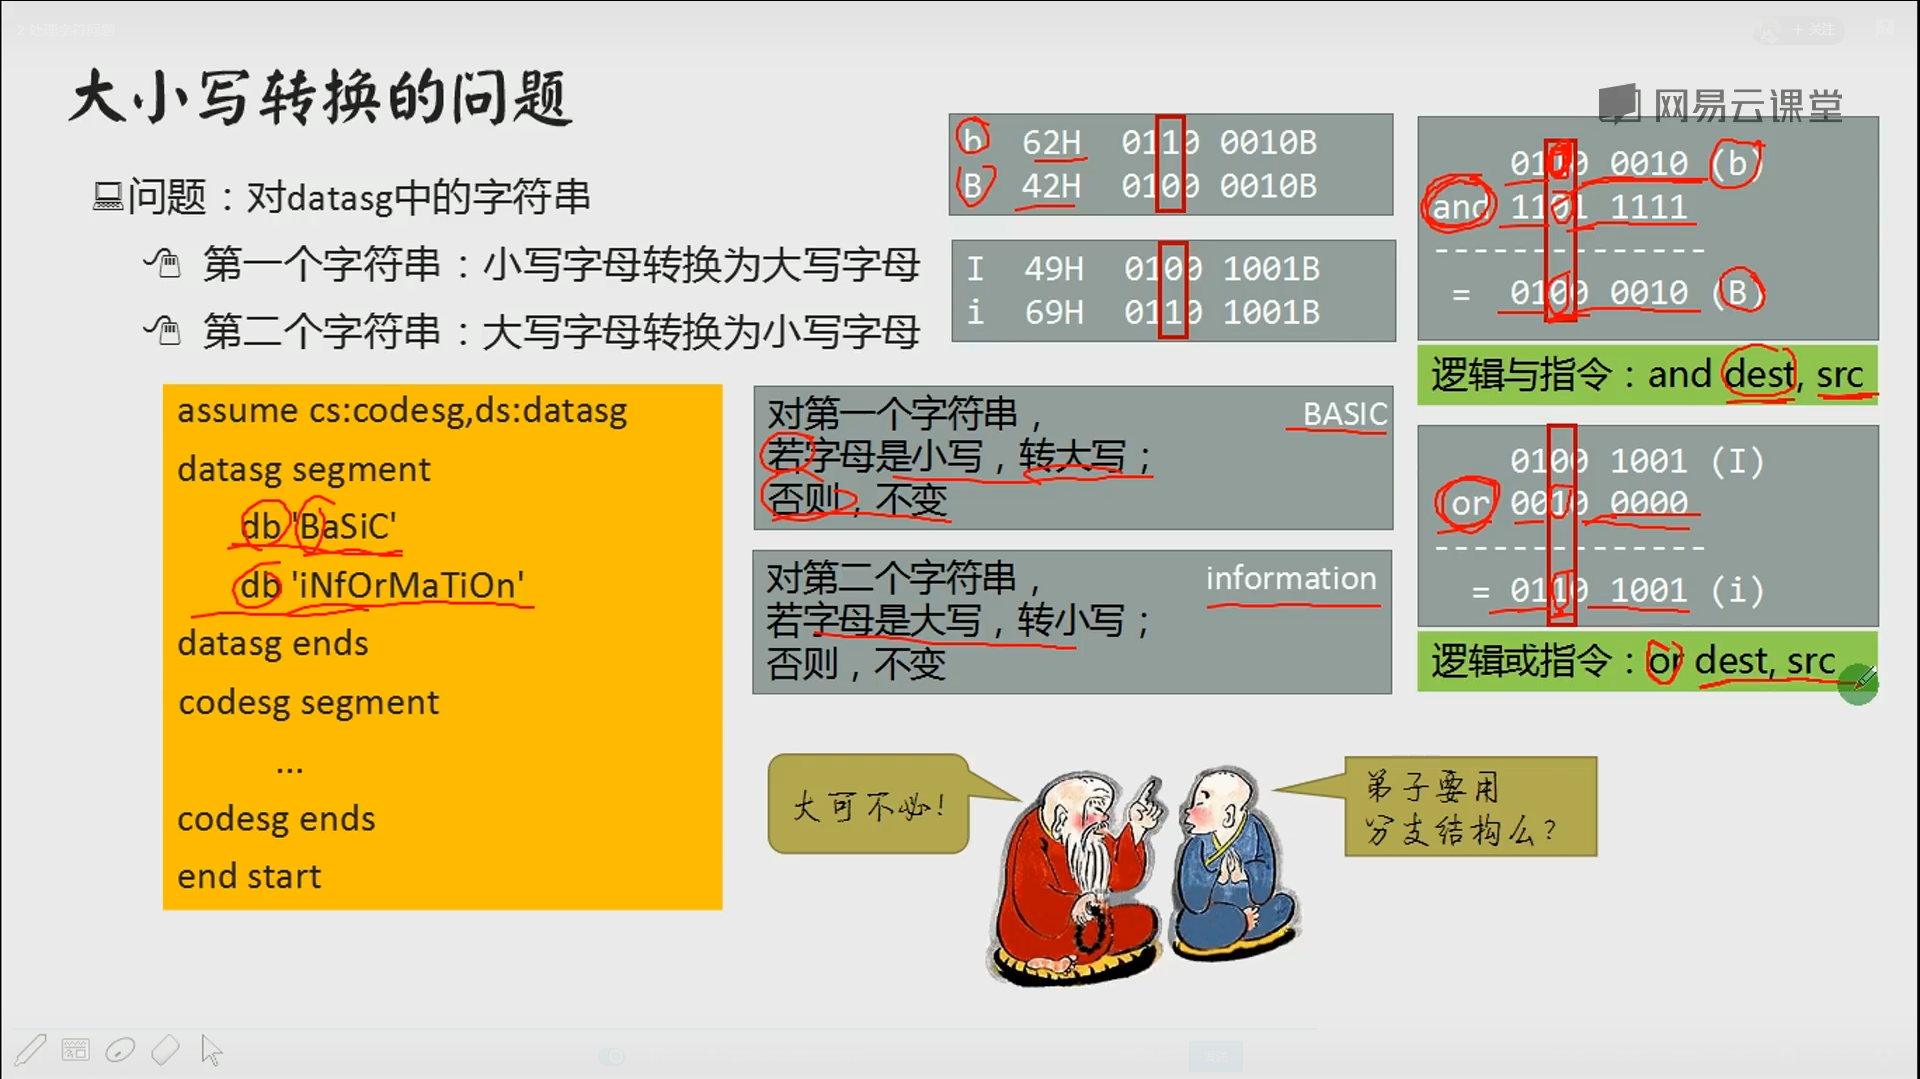 2.处理字符问题
+ 关注
网易云课堂
大小写转换的问题
问题：对datasg中的字符串
第一个字符串：小写字母转换为大写字母
第二个字符串：大写字母转换为小写字母
assume cs:codesg,ds:datasg
datasg segment
db 'BaSiC'
db 'iNfOrMaTiOn'
datasg ends
codesg segment
...
codesg ends
end start
b 62H 0110 0010B
B 42H 0100 0010B
I 49H 0100 1001B
i 69H 0110 1001B
对第一个字符串， BASIC
若字母是小写，转大写；
否则，不变
对第二个字符串， information
若字母是大写，转小写；
否则，不变
0110 0010 (b)
and 1101 1111
--------------
= 0100 0010 (B)
逻辑与指令：and dest, src
0100 1001 (I)
or 0010 0000
--------------
= 0110 1001 (i)
逻辑或指令：or dest, src
大可不必！
弟子要用
分支结构么？